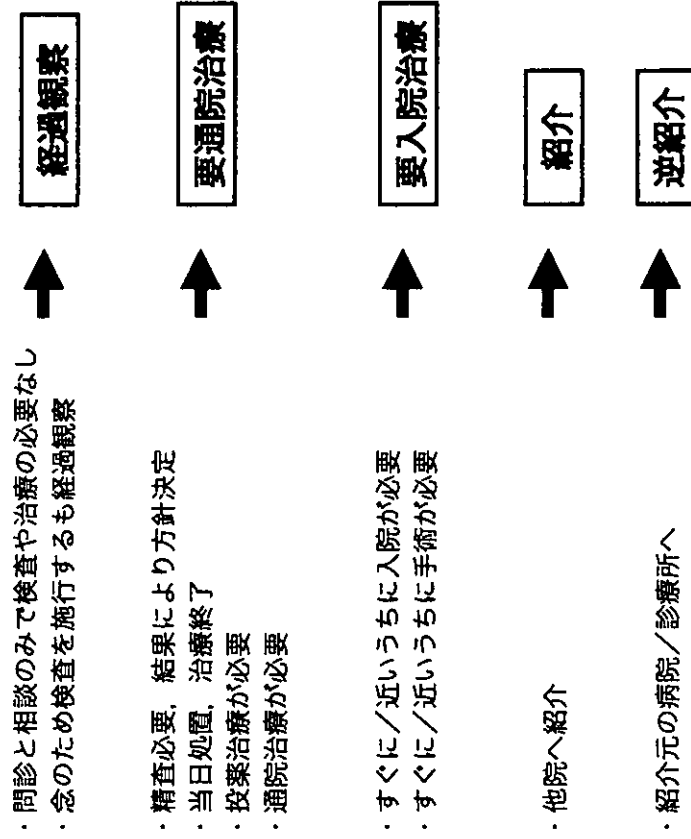 ・問診と相談のみで検査や治療の必要なし
・念のため検査を施行するも経過観察
経過観察
・精査必要，結果により方針決定
・当日処置，治療終了
・投薬治療が必要
・通院治療が必要
要通院治療
・すぐに／近いうちに入院が必要
・すぐに／近いうちに手術が必要
要入院治療
・他院へ紹介
紹介
・紹介元の病院／診療所へ
逆紹介